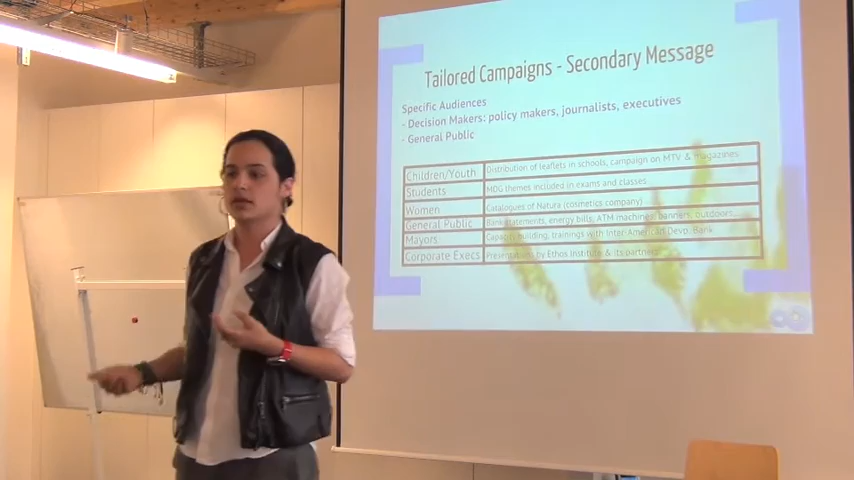 Tailored Campaigns - Secondary Message
Specific Audiences
- Decision Makers: policy makers, journalists, executives
- General Public:
Children/Youth Distribution of leaflets in schools, campaign on MTV & magazines
Students MDG themes included in exams and classes
Women Catalogues of Natura (cosmetics company)
General Public Bank statements, energy bills, ATM machines, banners, outdoors...
Mayors Capacity building, trainings with Inter-American Devp. Bank
Corporate Execs Trainings by Ethos Institute and its partners